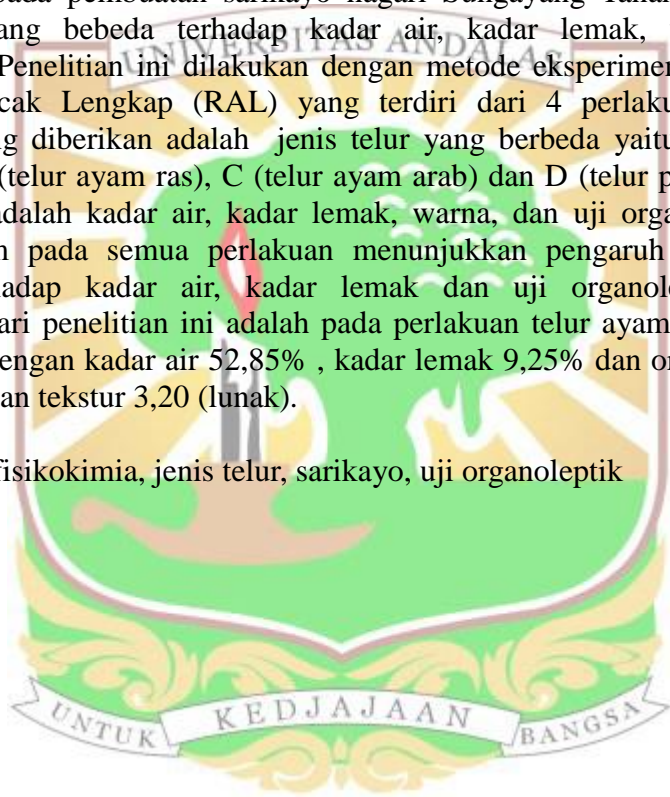 pada pembuatan sarikayo nagari Sungayang Tanah
ang bebeda terhadap kadar air, kadar lemak,
UNIVERSITAS ANDALAS
Penelitian ini dilakukan dengan metode eksperimen
cak Lengkap (RAL) yang terdiri dari 4 perlaku
g diberikan adalah jenis telur yang berbeda yaitu
(telur ayam ras), C (telur ayam arab) dan D (telur p
adalah kadar air, kadar lemak, warna, dan uji orga
n pada semua perlakuan menunjukkan pengaruh
adap kadar air, kadar lemak dan uji organole
ari penelitian ini adalah pada perlakuan telur ayam
engan kadar air 52,85% , kadar lemak 9,25% dan or
an tekstur 3,20 (lunak).
fisikokimia, jenis telur, sarikayo, uji organoleptik
UNTUK KEDJAJAAN BANGSA